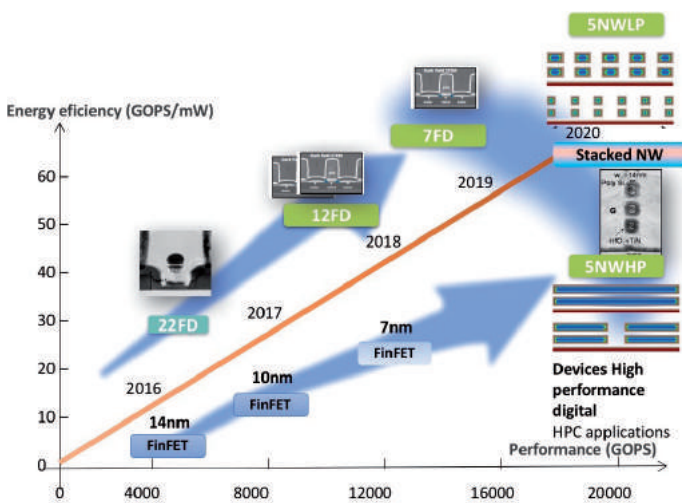 5NWLP
Energy eficiency (GOPS/mW)
7FD
2020
Stacked NW
60
2019
12FD
50
2018
G
40
5NWHP
22FD
30
2017
7nm
FinFET
20
2016
10nm
FinFET
Devices High
performance
digital
HPC applications
10
14nm
FinFET
0
Performance (GOPS)
0
4000
8000
12000
16000
20000